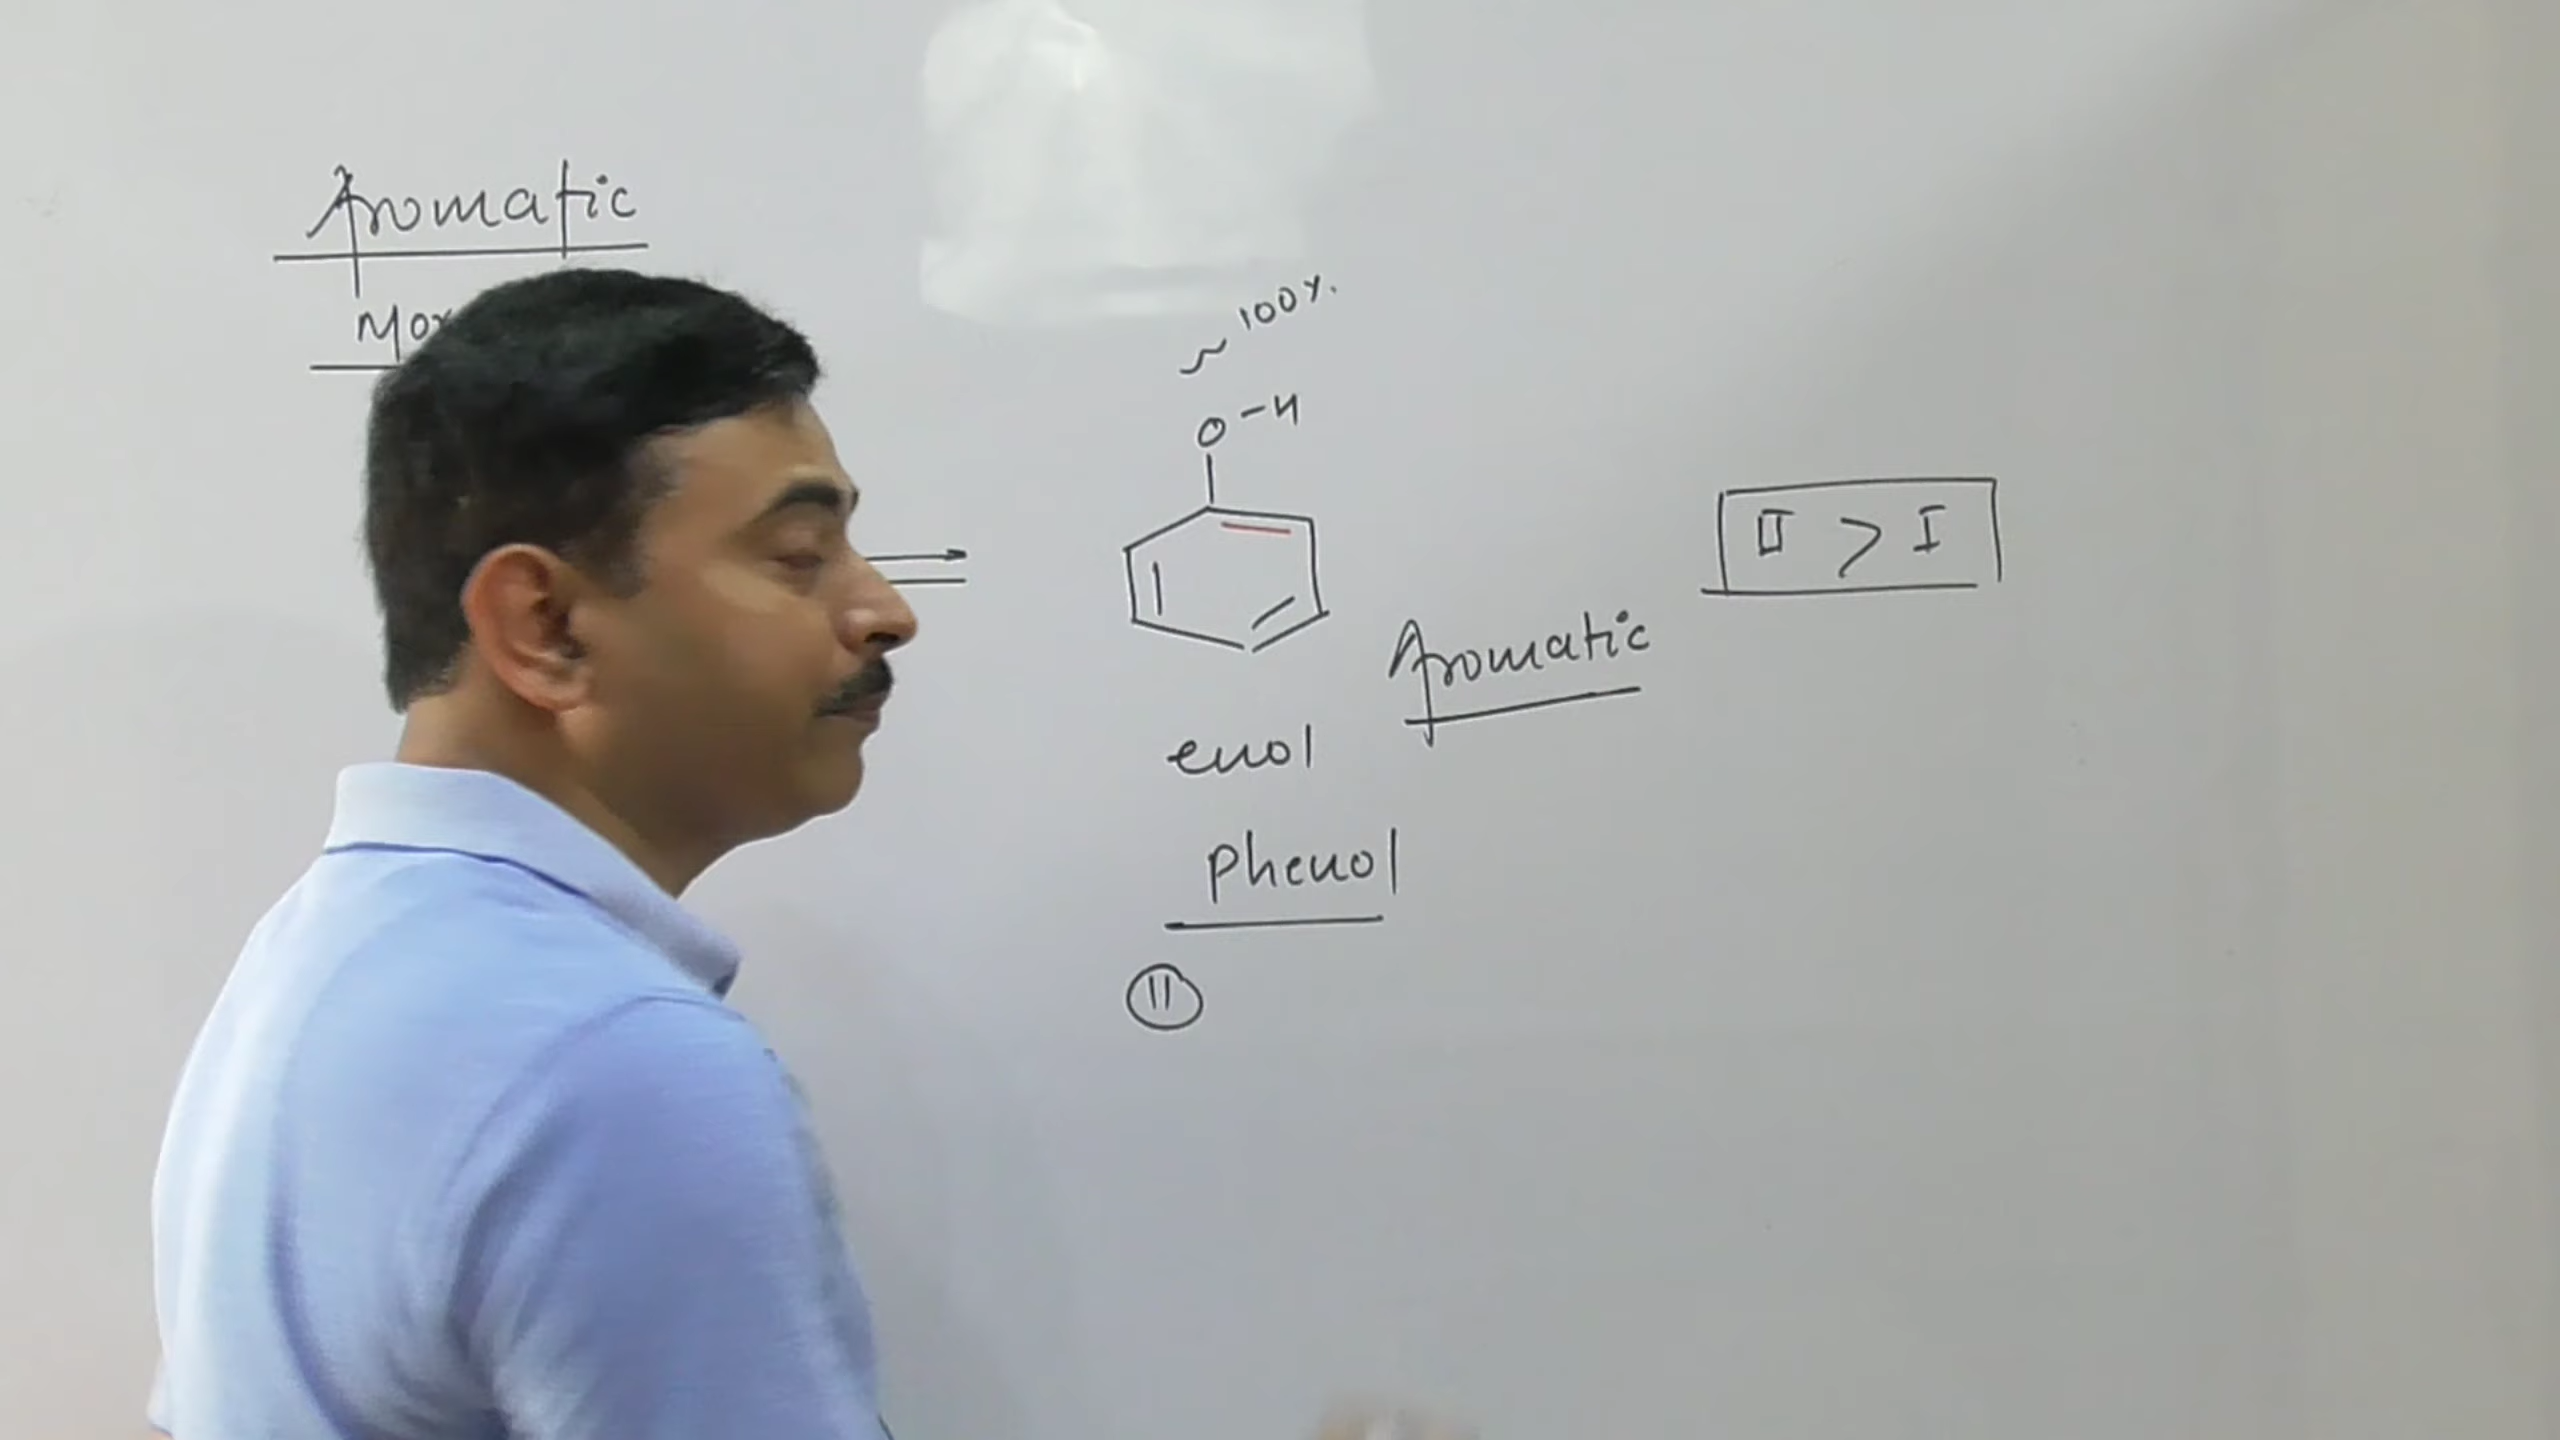 Aromatic
~ 100%.
O-H
II > I
Aromatic
enol
phenol
II